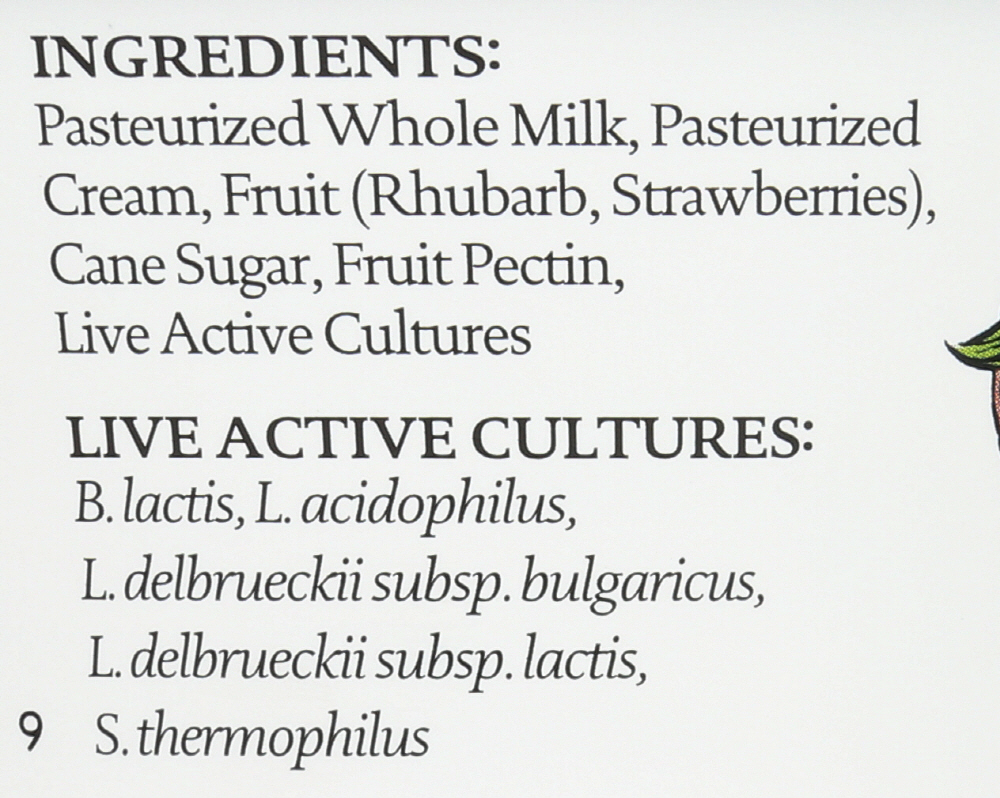 INGREDIENTS:
Pasteurized Whole Milk, Pasteurized
Cream, Fruit (Rhubarb, Strawberries),
Cane Sugar, Fruit Pectin,
Live Active Cultures
LIVE ACTIVE CULTURES:
B. lactis, L. acidophilus,
L. delbrueckii subsp. bulgaricus,
L. delbrueckii subsp. lactis,
9 S. thermophilus